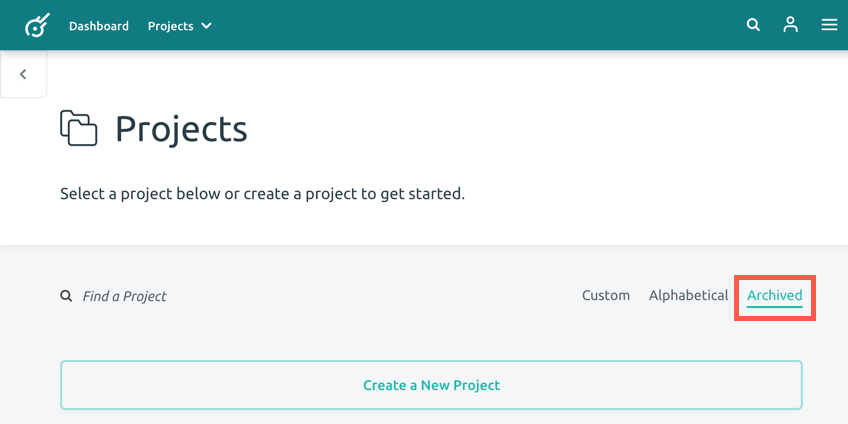 Dashboard Projects
Projects
Select a project below or create a project to get started.
Find a Project Custom Alphabetical Archived
Create a New Project